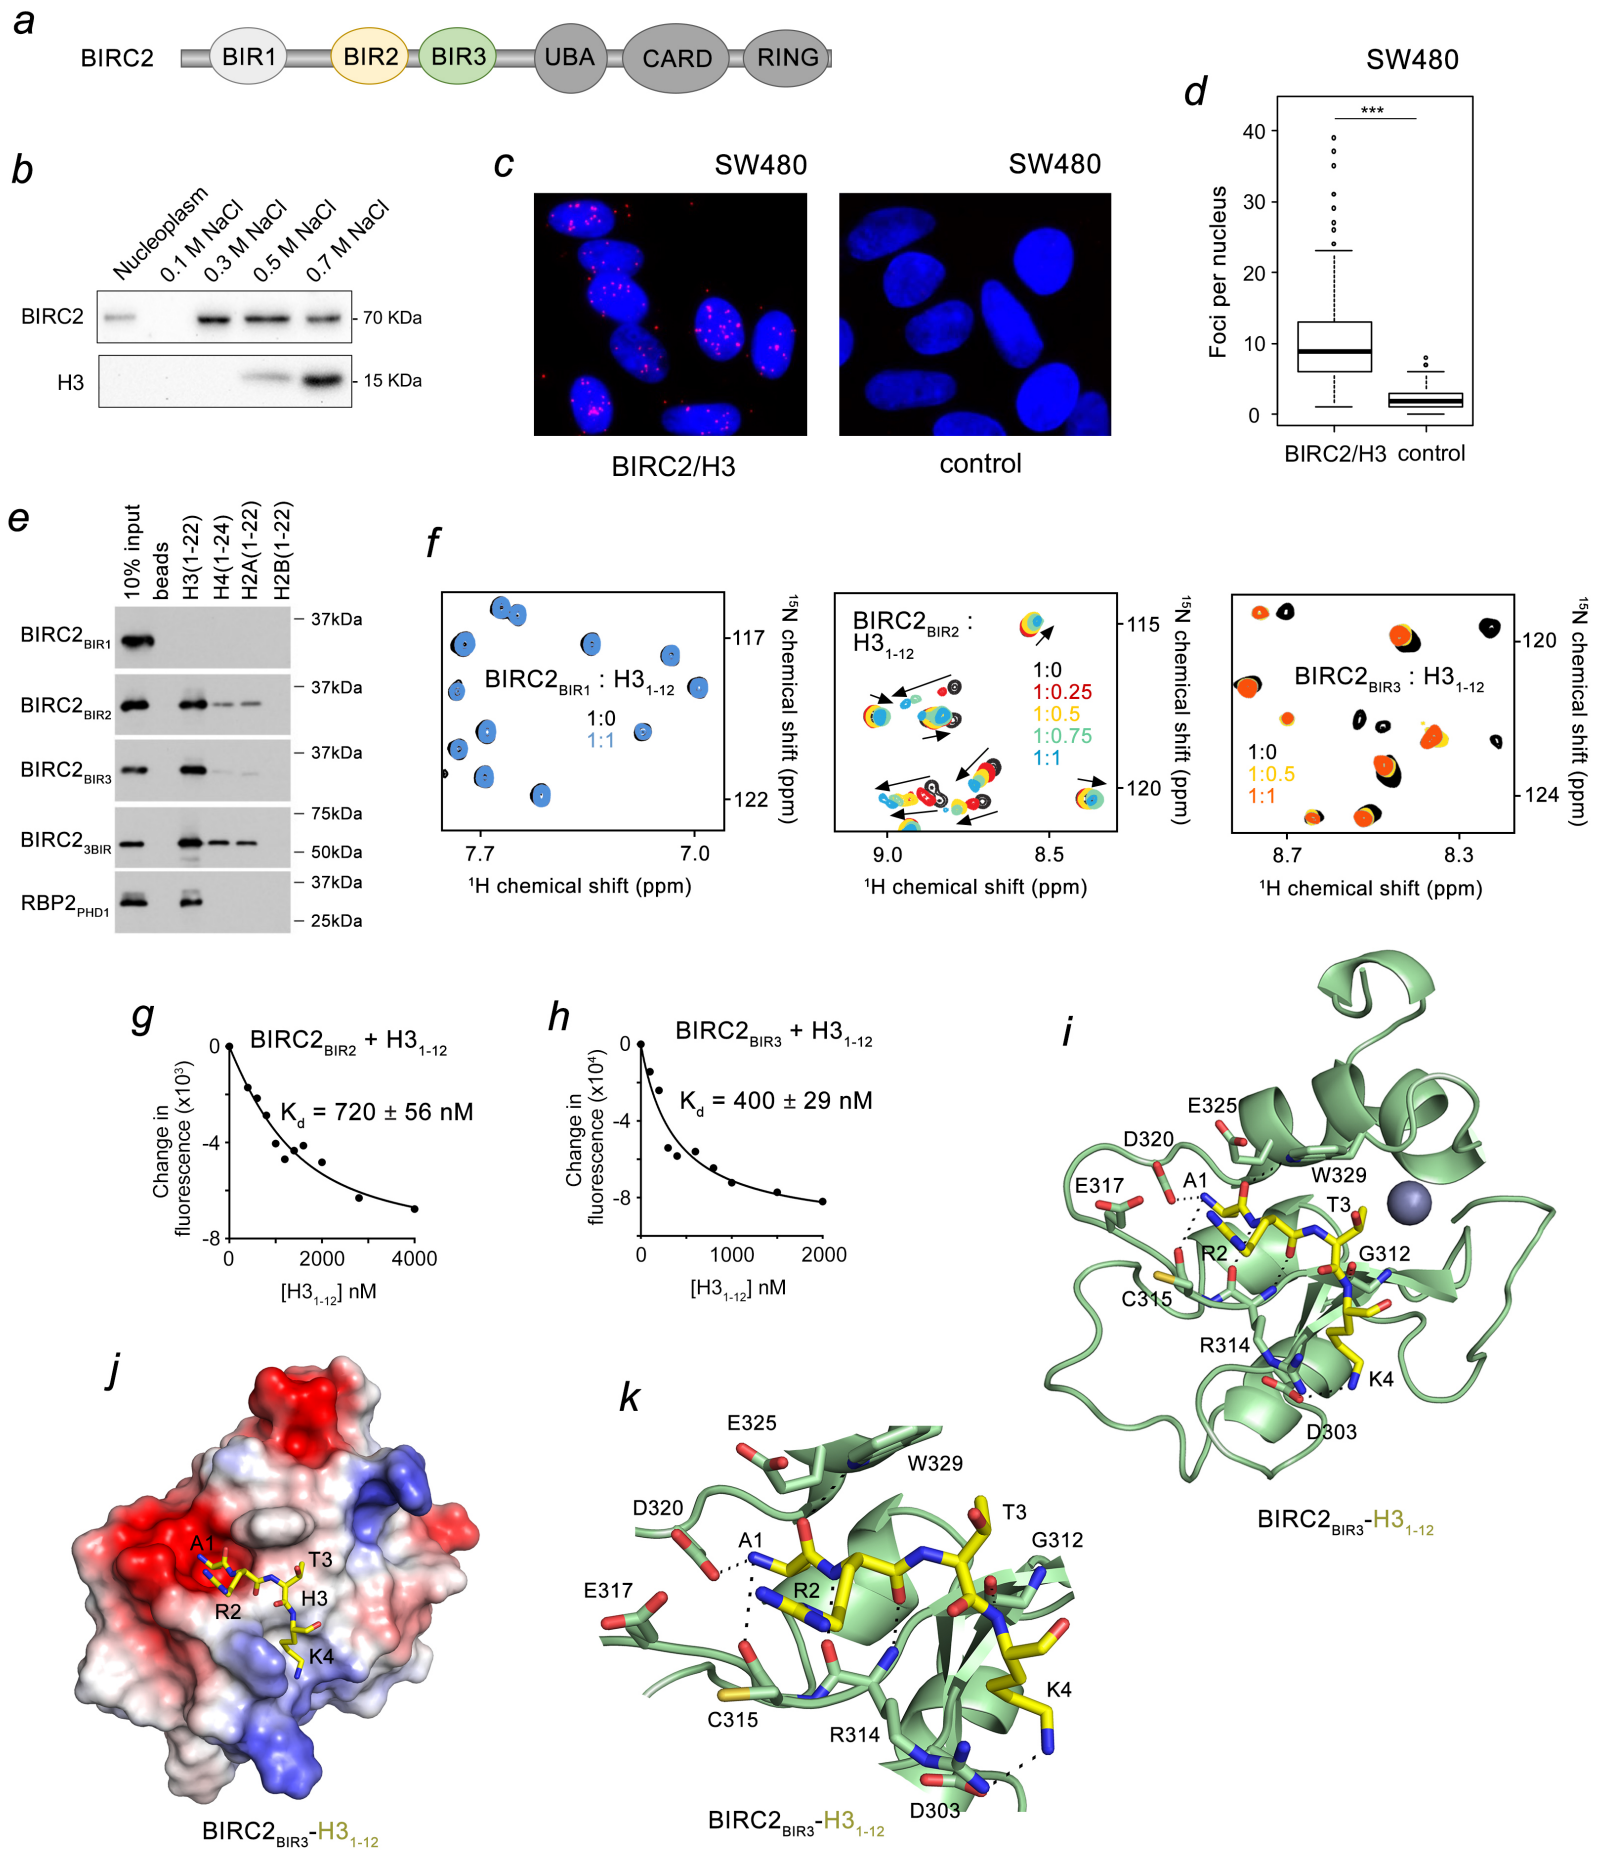 a
BIRC2
BIR1
BIR2
BIR3
UBA
CARD
RING
b
Nucleoplasm
0.1 M NaCl
0.3 M NaCl
0.5 M NaCl
0.7 M NaCl
BIRC2
- 70 KDa
H3
- 15 KDa
c
SW480
SW480
BIRC2/H3
control
d
SW480
***
Foci per nucleus
40
30
20
10
0
BIRC2/H3 control
e
10% input
beads
H3(1-22)
H4(1-24)
H2A(1-22)
H2B(1-22)
BIRC2BIR1
– 37kDa
BIRC2BIR2
– 37kDa
BIRC2BIR3
– 37kDa
BIRC23BIR
– 75kDa
– 50kDa
RBP2PHD1
– 37kDa
– 25kDa
f
BIRC2BIR1 : H31-12
1:0
1:1
117
122
15N chemical shift (ppm)
7.7
7.0
1H chemical shift (ppm)
BIRC2BIR2 :
H31-12
1:0
1:0.25
1:0.5
1:0.75
1:1
115
120
15N chemical shift (ppm)
9.0
8.5
1H chemical shift (ppm)
BIRC2BIR3 : H31-12
1:0
1:0.5
1:1
120
124
15N chemical shift (ppm)
8.7
8.3
1H chemical shift (ppm)
g
BIRC2BIR2 + H31-12
Kd = 720 ± 56 nM
Change in
fluorescence (x10³)
0
-4
-8
0
2000
4000
[H31-12] nM
h
BIRC2BIR3 + H31-12
Kd = 400 ± 29 nM
Change in
fluorescence (x10⁴)
0
-4
-8
0
1000
2000
[H31-12] nM
i
E325
D320
W329
E317
A1
T3
R2
G312
C315
R314
K4
D303
BIRC2BIR3-H31-12
j
A1
T3
R2
H3
K4
BIRC2BIR3-H31-12
k
E325
W329
D320
T3
A1
G312
E317
R2
K4
C315
R314
D303
BIRC2BIR3-H31-12